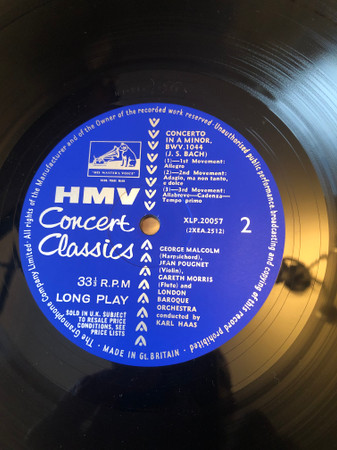 The Gramophone Company Limited·All rights of the Manufacturer and of the Owner of the recorded work reserved·Unauthorised public performance, broadcasting and copying of this record prohibited
"HIS MASTER'S VOICE"
HMV
Concert
Classics
33⅓ R.P.M
LONG PLAY
SOLD IN U.K. SUBJECT
TO RESALE PRICE
CONDITIONS. SEE
PRICE LISTS
CONCERTO
IN A MINOR,
BWV.1044
(J. S. BACH)
(1)—1st Movement:
Allegro
(2)—2nd Movement:
Adagio, ma non tanto,
e dolce
(3)—3rd Movement:
Allabreve—Cadenza—
Tempo primo
XLP.20057
(2XEA.2512)
2
GEORGE MALCOLM
(Harpsichord),
JEAN POUGNET
(Violin),
GARETH MORRIS
(Flute) and
LONDON
BAROQUE
ORCHESTRA
conducted by
KARL HAAS
·MADE IN Gt. BRITAIN·